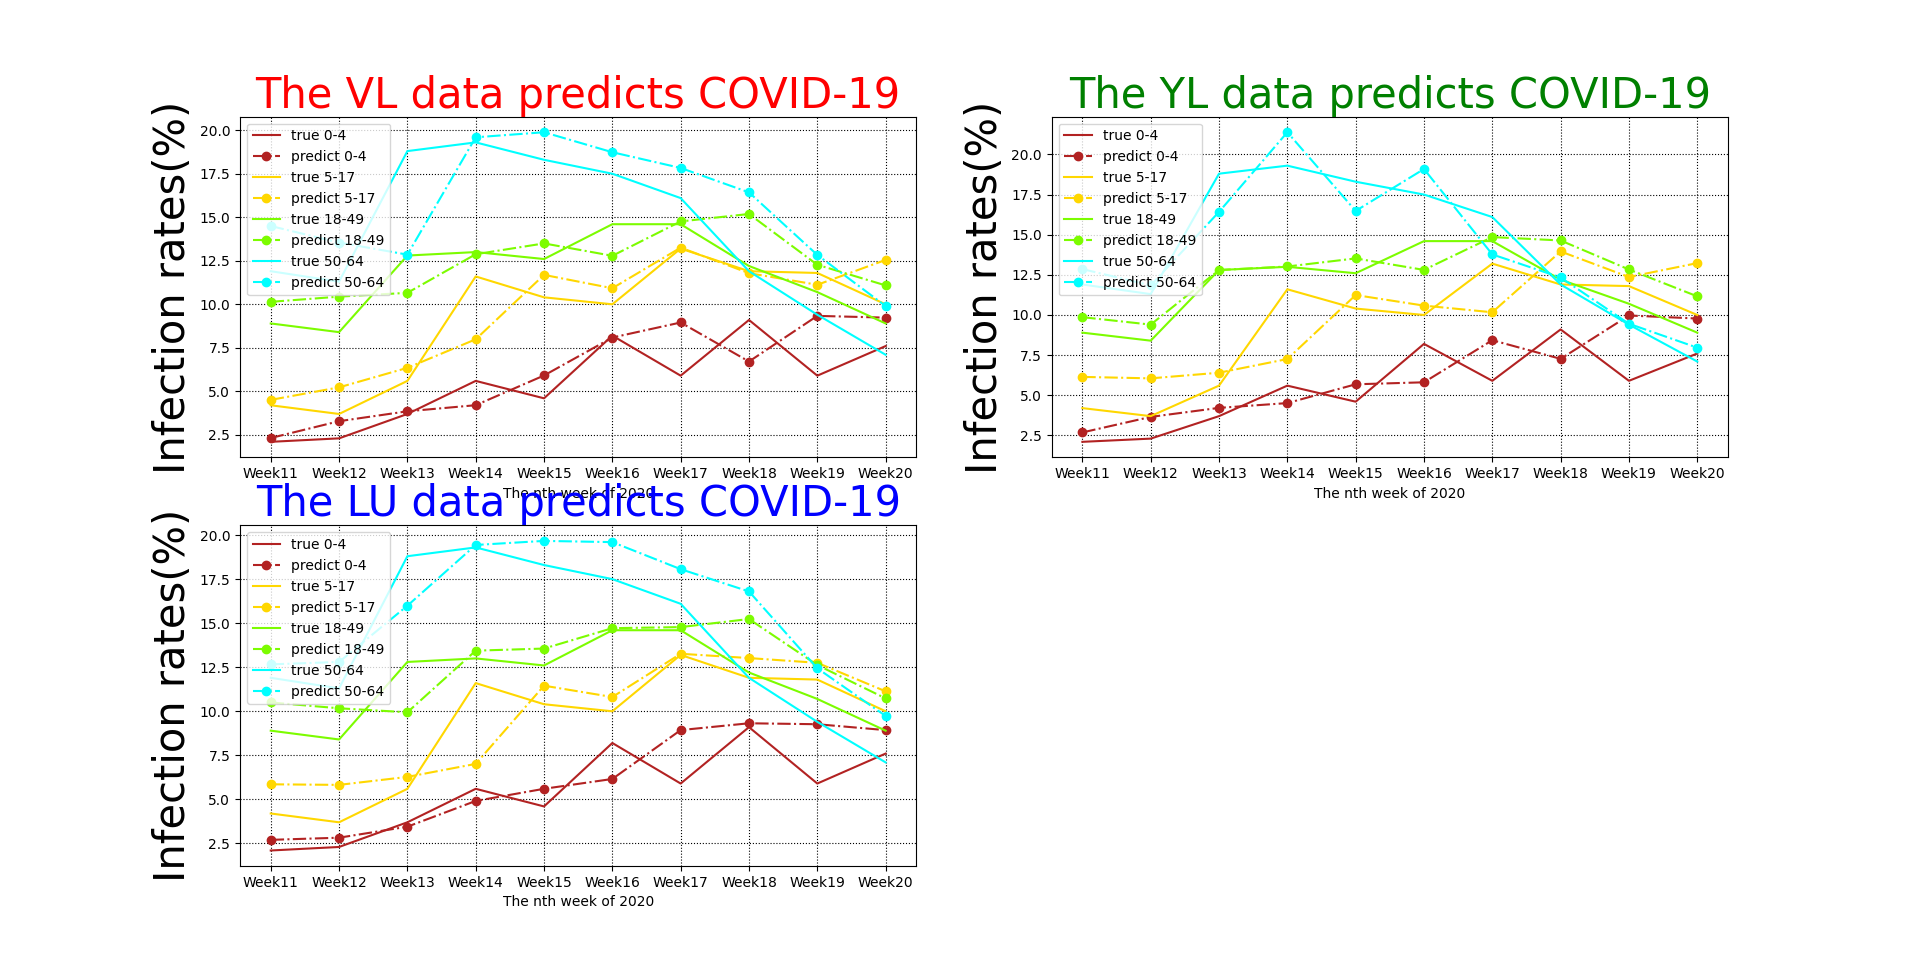 The VL data predicts COVID-19
Infection rates(%)
20.0
17.5
15.0
12.5
10.0
7.5
5.0
2.5
true 0-4
predict 0-4
true 5-17
predict 5-17
true 18-49
predict 18-49
true 50-64
predict 50-64
Week11 Week12 Week13 Week14 Week15 Week16 Week17 Week18 Week19 Week20
The nth week of 2020
The YL data predicts COVID-19
Infection rates(%)
20.0
17.5
15.0
12.5
10.0
7.5
5.0
2.5
true 0-4
predict 0-4
true 5-17
predict 5-17
true 18-49
predict 18-49
true 50-64
predict 50-64
Week11 Week12 Week13 Week14 Week15 Week16 Week17 Week18 Week19 Week20
The nth week of 2020
The LU data predicts COVID-19
Infection rates(%)
20.0
17.5
15.0
12.5
10.0
7.5
5.0
2.5
true 0-4
predict 0-4
true 5-17
predict 5-17
true 18-49
predict 18-49
true 50-64
predict 50-64
Week11 Week12 Week13 Week14 Week15 Week16 Week17 Week18 Week19 Week20
The nth week of 2020